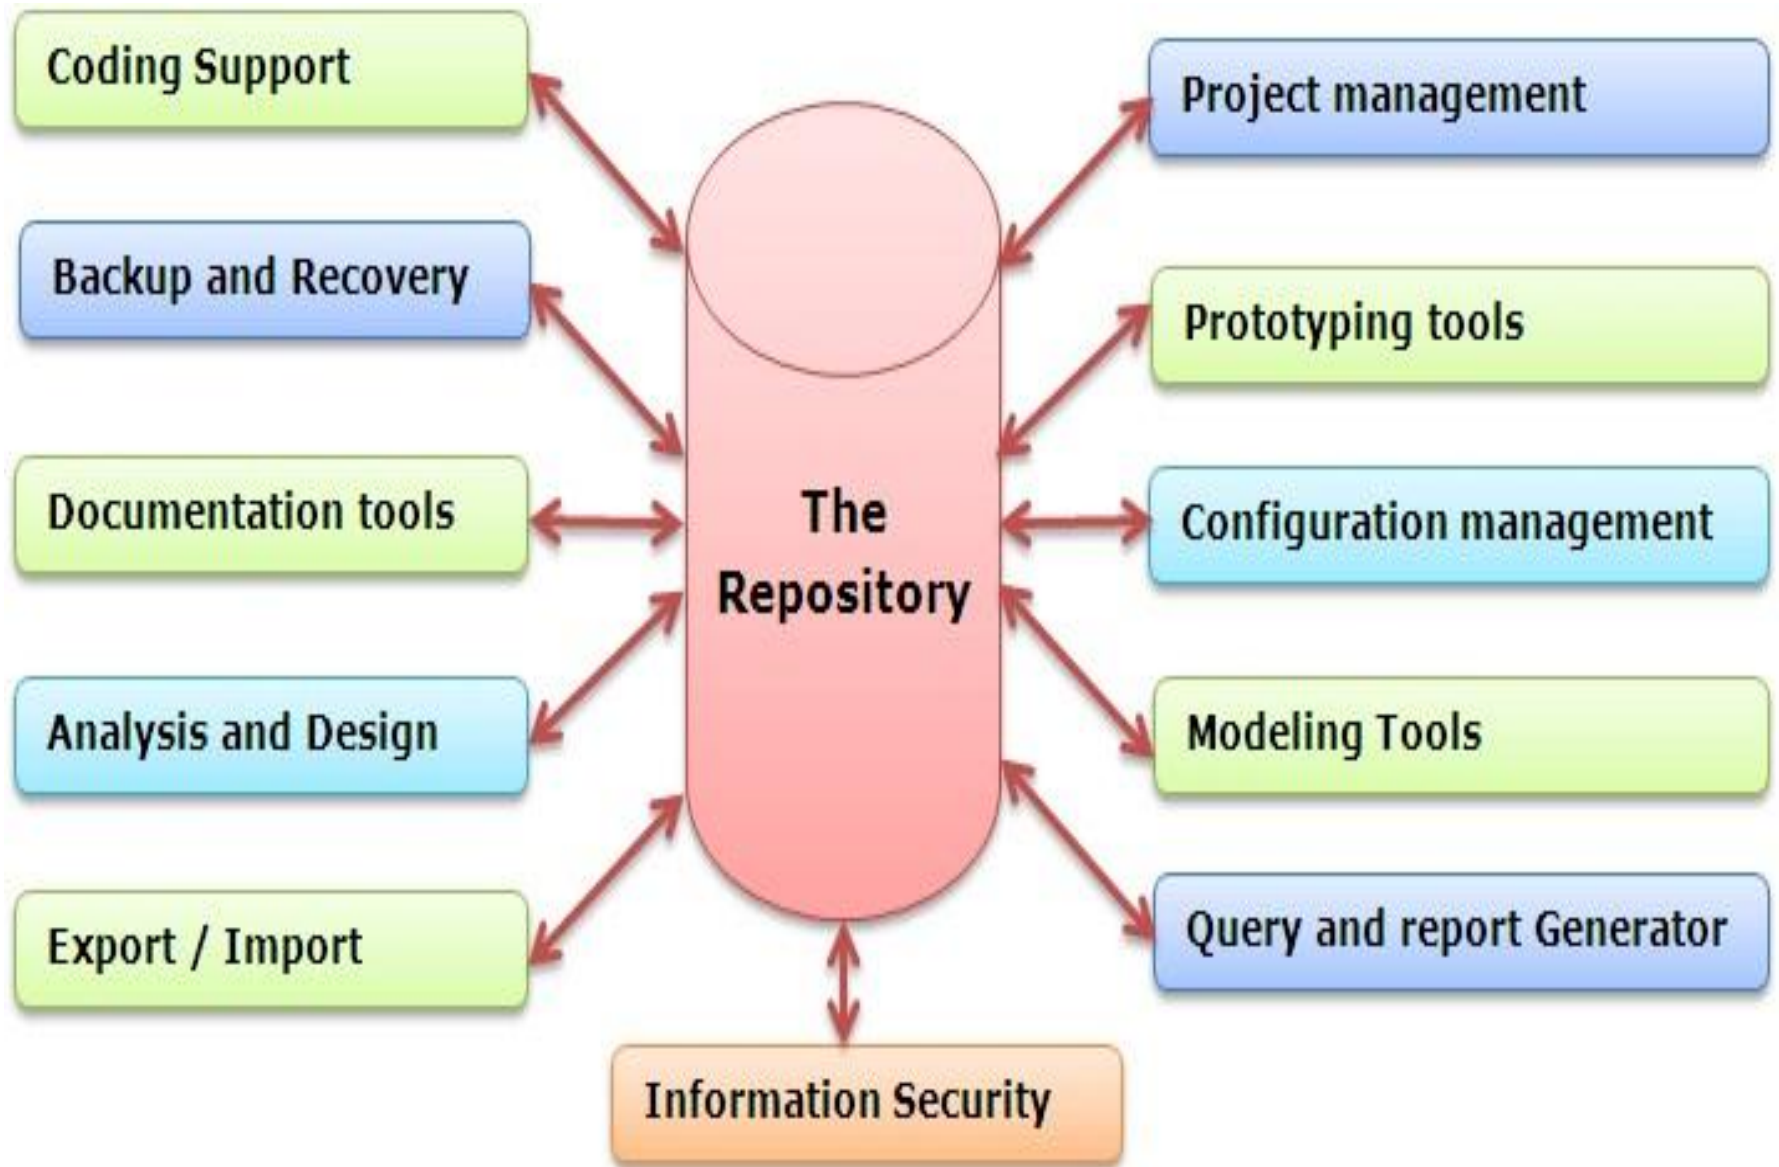 Coding Support
Backup and Recovery
Documentation tools
Analysis and Design
Export / Import
The
Repository
Project management
Prototyping tools
Configuration management
Modeling Tools
Query and report Generator
Information Security